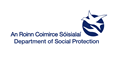 An Roinn Coimirce Sóisialaí
Department of Social Protection